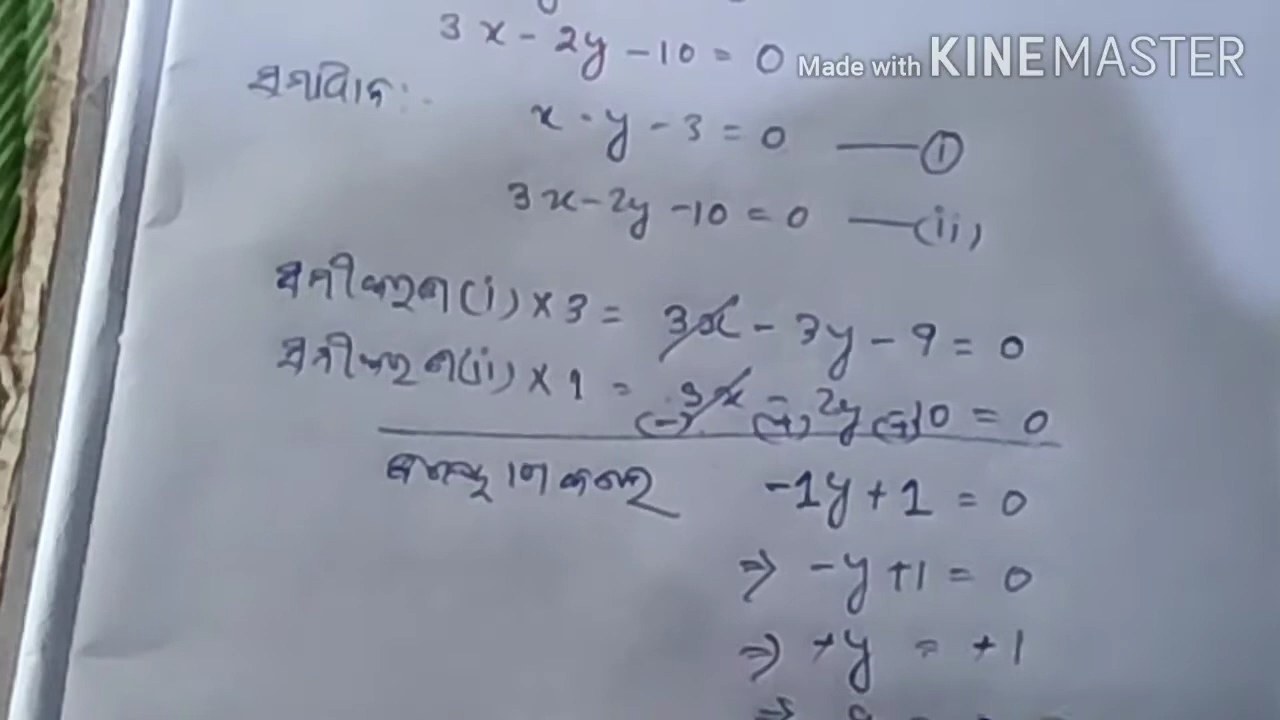 3x - 2y - 10 = 0
Made with KINEMASTER
ସମାଧାନ :-
x - y - 3 = 0 —— ①
3x - 2y - 10 = 0 —— (ii)
ସମୀକରଣ (i) × 3 = 3x - 3y - 9 = 0
ସମୀକରଣ (ii) × 1 = 3x - 2y - 10 = 0
(-) (+) (+)
-1y + 1 = 0
⇒ -y + 1 = 0
⇒ +y = +1